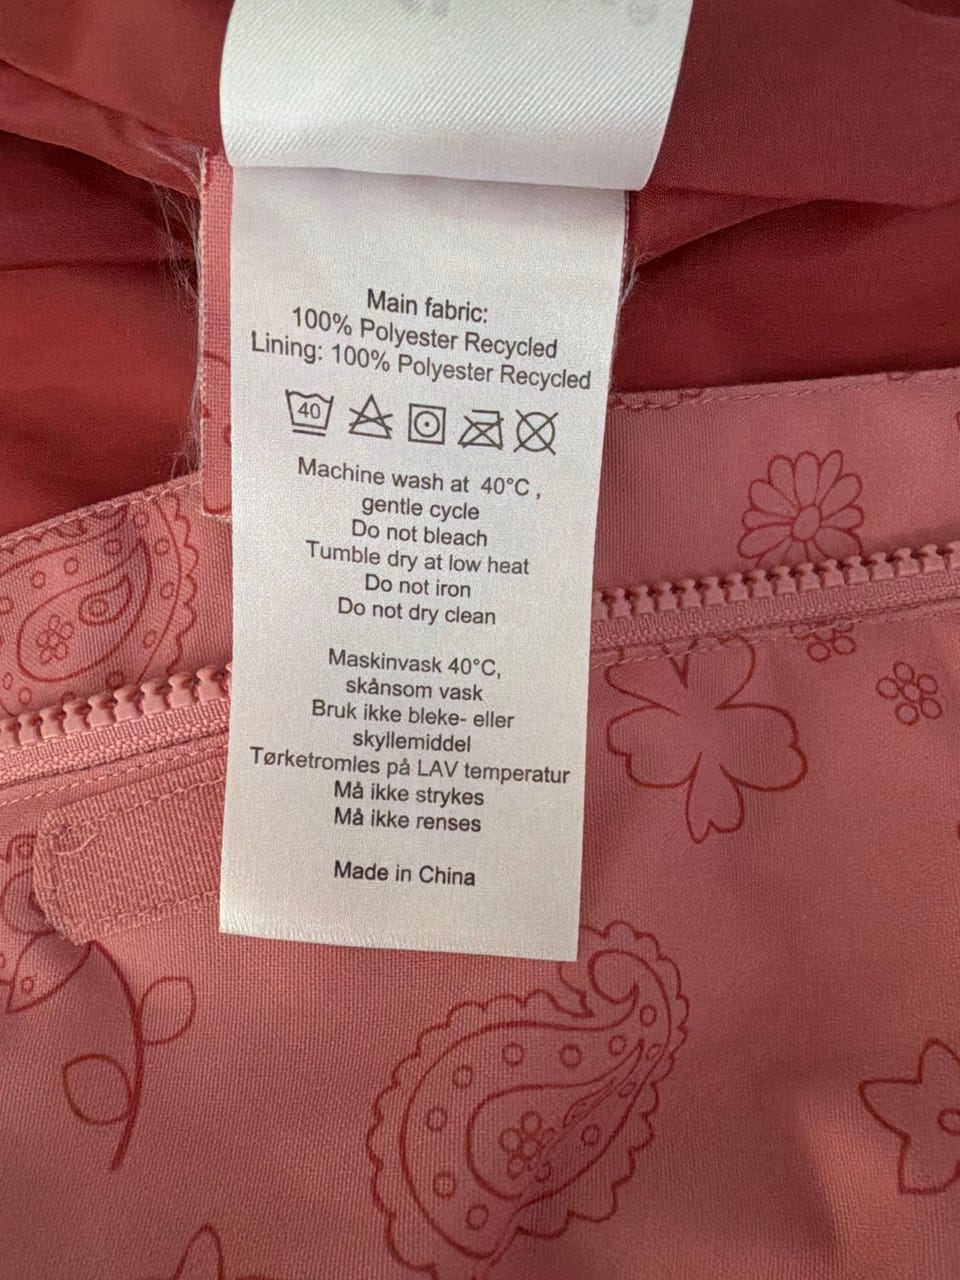 Main fabric:
100% Polyester Recycled
Lining: 100% Polyester Recycled
40
Machine wash at 40°C ,
gentle cycle
Do not bleach
Tumble dry at low heat
Do not iron
Do not dry clean
Maskinvask 40°C,
skånsom vask
Bruk ikke bleke- eller
skyllemiddel
Tørketromles på LAV temperatur
Må ikke strykes
Må ikke renses
Made in China